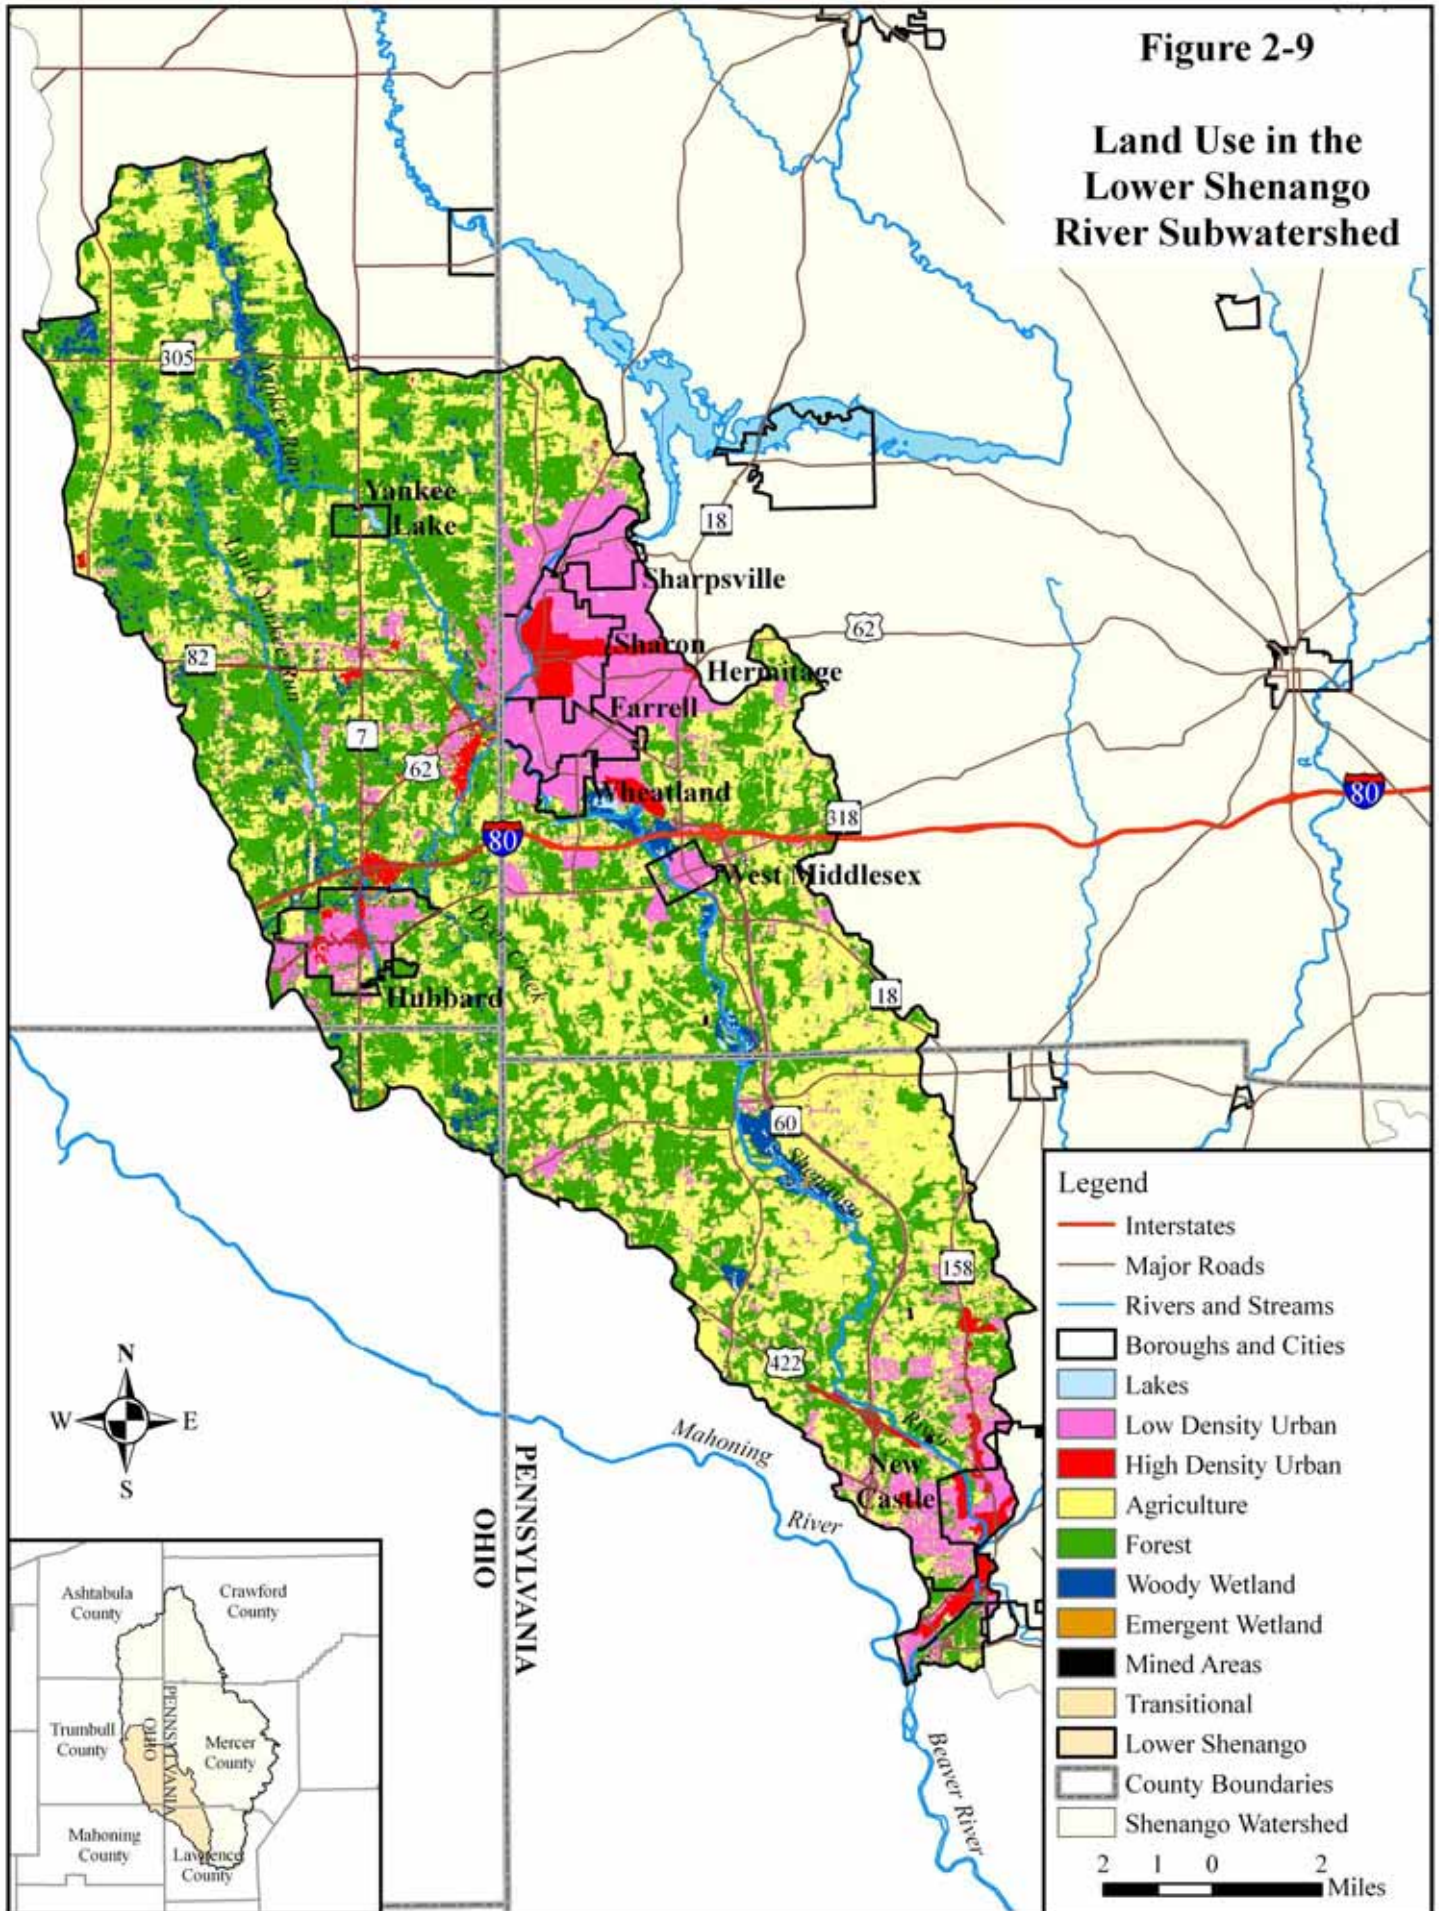 Figure 2-9
Land Use in the
Lower Shenango
River Subwatershed
305
Yankee Run
Yankee
Lake
18
Little Yankee Run
Sharpsville
62
Sharon
82
Hermitage
Farrell
7
62
Wheatland
80
318
80
West Middlesex
Deer Creek
18
Hubbard
60
Shenango
158
422
River
Mahoning
New
Castle
River
Beaver River
PENNSYLVANIA
OHIO
N
W
E
S
Ashtabula
County
Crawford
County
PENNSYLVANIA
OHIO
Trumbull
County
Mercer
County
Mahoning
County
Lawrence
County
Legend
Interstates
Major Roads
Rivers and Streams
Boroughs and Cities
Lakes
Low Density Urban
High Density Urban
Agriculture
Forest
Woody Wetland
Emergent Wetland
Mined Areas
Transitional
Lower Shenango
County Boundaries
Shenango Watershed
2 1 0 2
Miles